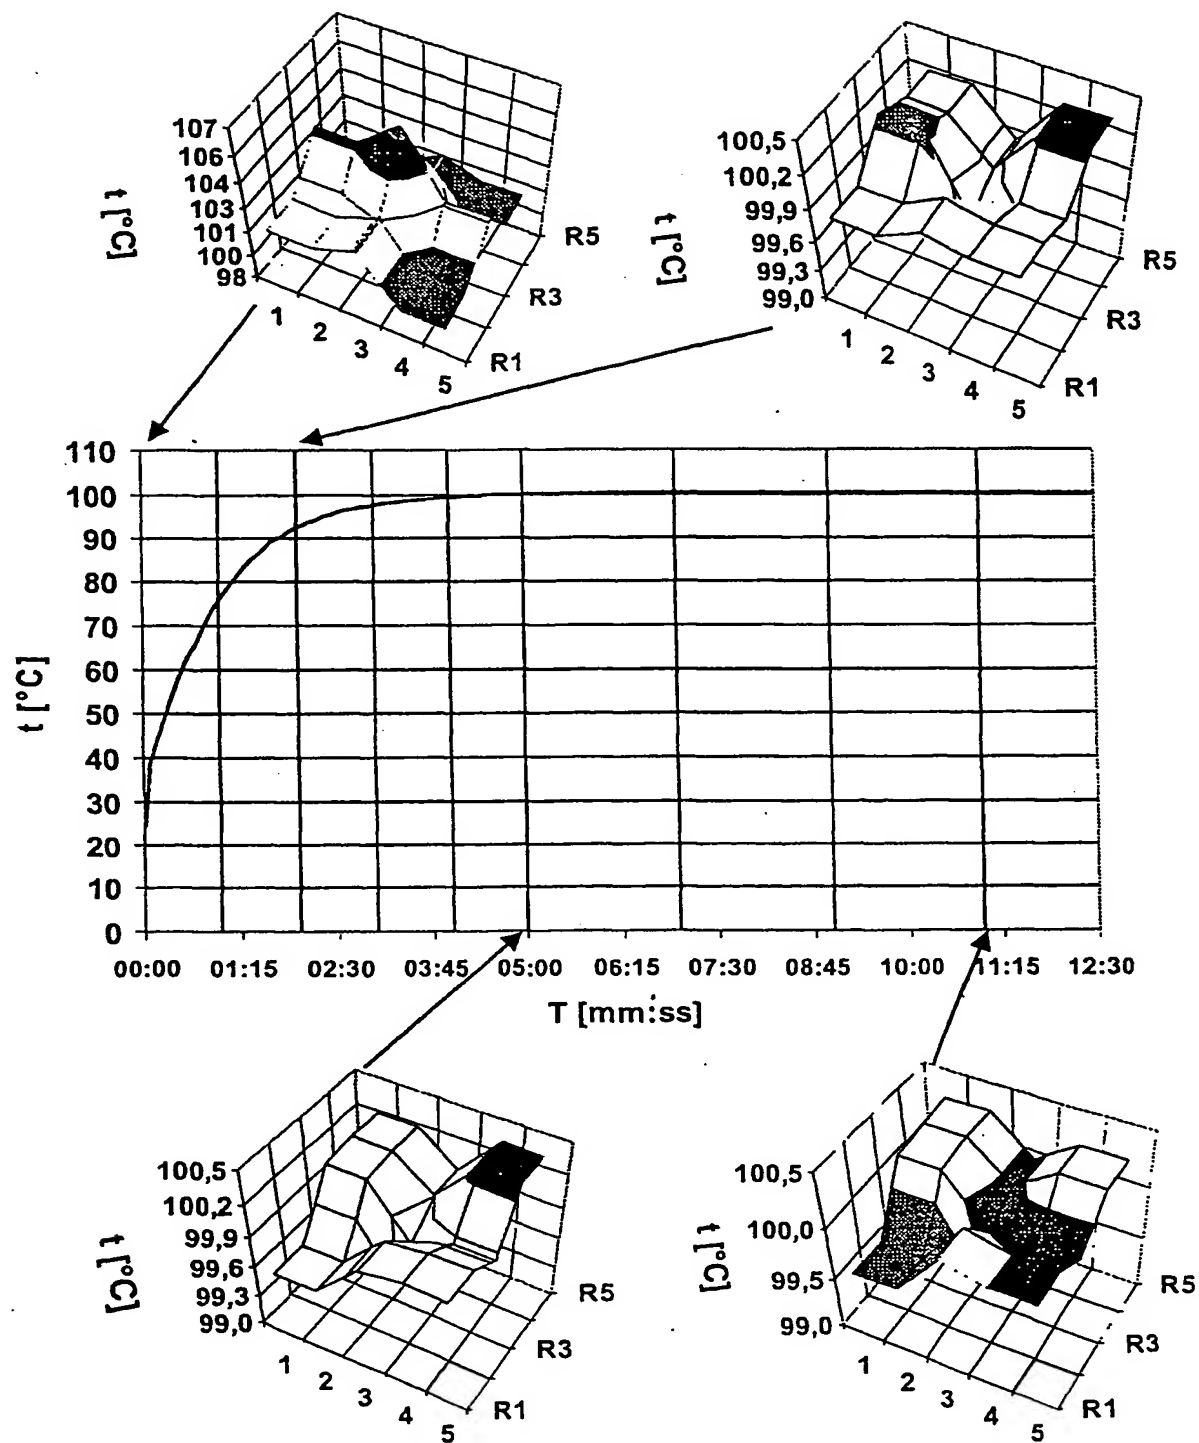 107
106
104
103
101
100
98
t [°C]
1
2
3
4
5
R1
R3
R5
100,5
100,2
99,9
99,6
99,3
99,0
t [°C]
1
2
3
4
5
R1
R3
R5
110
100
90
80
70
60
50
40
30
20
10
0
t [°C]
00:00 01:15 02:30 03:45 05:00 06:15 07:30 08:45 10:00 11:15 12:30
T [mm:ss]
100,5
100,2
99,9
99,6
99,3
99,0
t [°C]
1
2
3
4
5
R1
R3
R5
100,5
100,0
99,5
99,0
t [°C]
1
2
3
4
5
R1
R3
R5